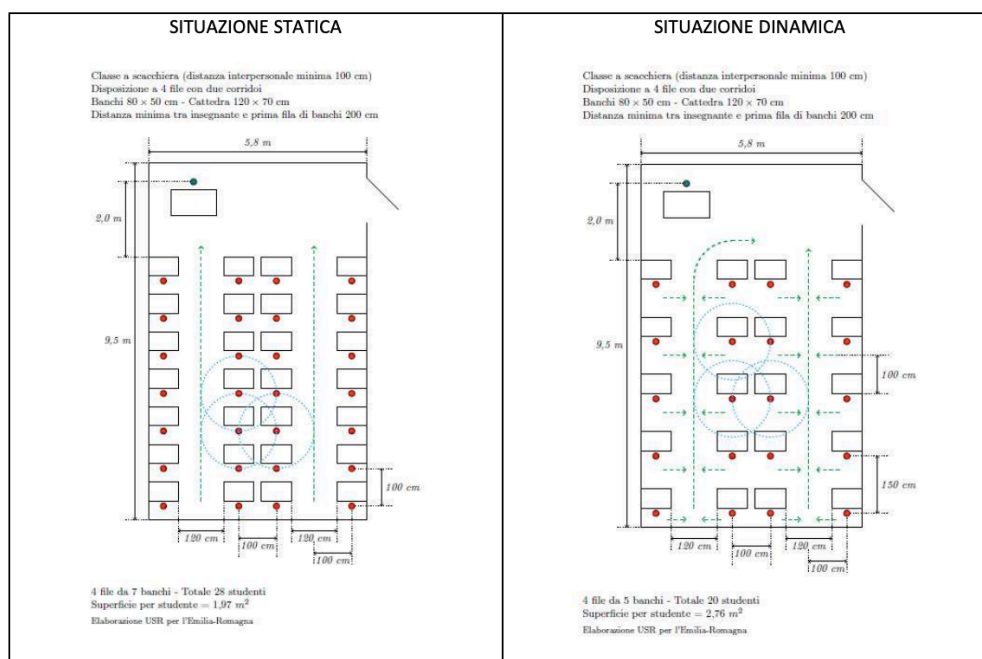 SITUAZIONE STATICA
Classe a scacchiera (distanza interpersonale minima 100 cm)
Disposizione a 4 file con due corridoi
Banchi 80 × 50 cm - Cattedra 120 × 70 cm
Distanza minima tra insegnante e prima fila di banchi 200 cm
5,8 m
2,0 m
9,5 m
100 cm
120 cm
100 cm
120 cm
100 cm
4 file da 7 banchi - Totale 28 studenti
Superficie per studente = 1,97 m²
Elaborazione USR per l'Emilia-Romagna
SITUAZIONE DINAMICA
Classe a scacchiera (distanza interpersonale minima 100 cm)
Disposizione a 4 file con due corridoi
Banchi 80 × 50 cm - Cattedra 120 × 70 cm
Distanza minima tra insegnante e prima fila di banchi 200 cm
5,8 m
2,0 m
9,5 m
100 cm
150 cm
120 cm
100 cm
120 cm
100 cm
4 file da 5 banchi - Totale 20 studenti
Superficie per studente = 2,76 m²
Elaborazione USR per l'Emilia-Romagna